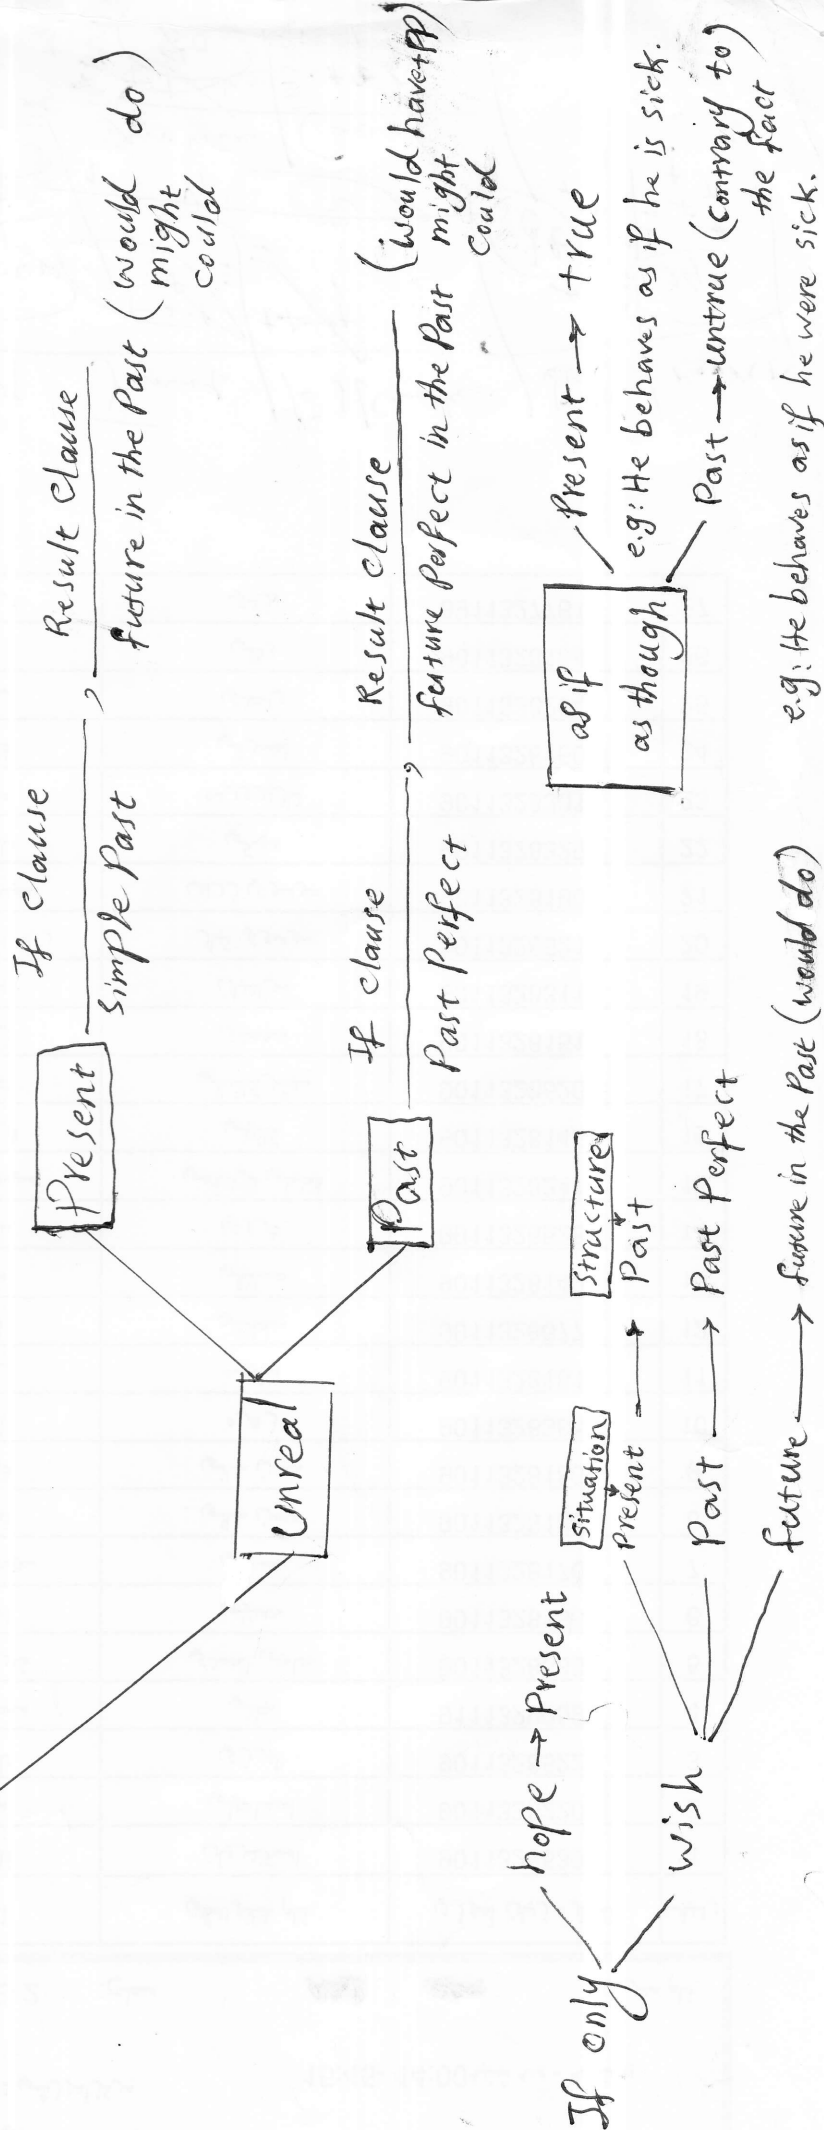 If Clause , Result Clause
Present
Simple Past
future in the Past (would do)
might
could
Unreal
If clause , Result clause
Past
Past Perfect
future Perfect in the Past (would have+pp)
might
could
If only
hope → Present
wish
Situation
Structure
Present → Past
Past → Past Perfect
future → future in the Past (would do)
as if
as though
Present → true
e.g: He behaves as if he is sick.
Past → untrue (contrary to)
the fact
e.g: He behaves as if he were sick.